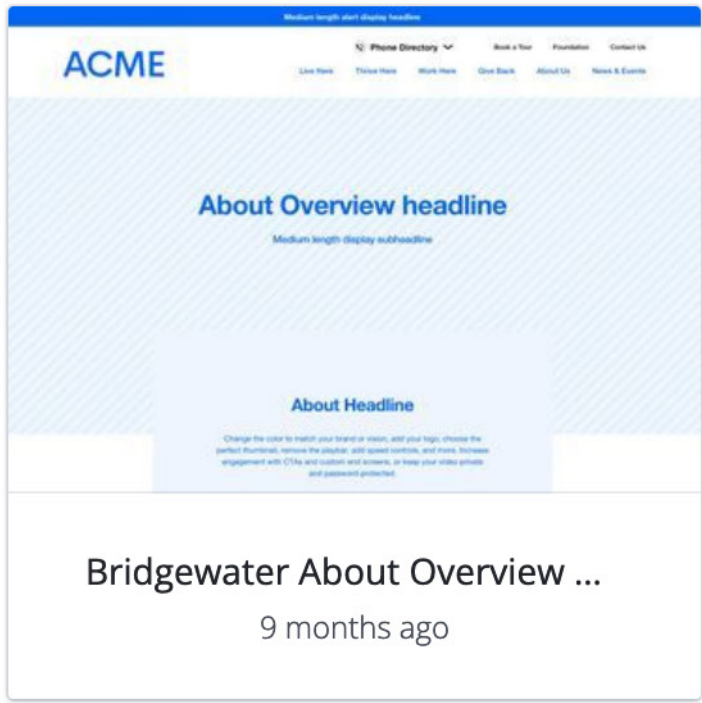 Medium length alert display headline
Phone Directory
Book a Tour
Foundation
Contact Us
ACME
Live Here
Thrive Here
Work Here
Give Back
About Us
News & Events
About Overview headline
Medium length display subheadline
About Headline
Change the color to match your brand or vision, add your logo, choose the
perfect thumbnail, remove the playbar, add speed controls, and more. Increase
engagement with CTAs and custom end screens, or keep your video private
and password protected.
Bridgewater About Overview ...
9 months ago